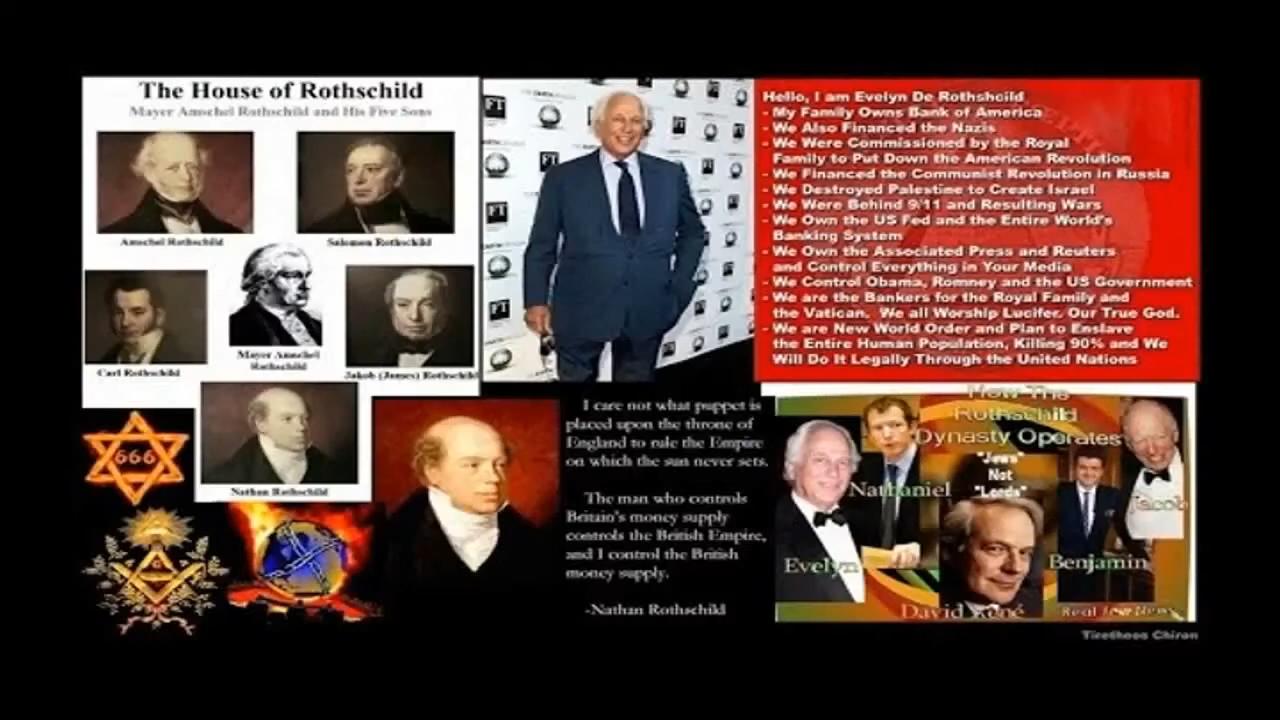 The House of Rothschild
Mayer Amschel Rothschild and His Five Sons
Amschel Rothschild
Salomon Rothschild
Carl Rothschild
Mayer Amschel
Rothschild
Jakob (James) Rothschild
Nathan Rothschild
666
G
FT
FT
FT
FT
FT
Hello, I am Evelyn De Rothshcild
- My Family Owns Bank of America
- We Also Financed the Nazis
- We Were Commissioned by the Royal
Family to Put Down the American Revolution
- We Financed the Communist Revolution in Russia
- We Destroyed Palestine to Create Israel
- We Were Behind 9/11 and Resulting Wars
- We Own the US Fed and the Entire World's
Banking System
- We Own the Associated Press and Reuters
and Control Everything in Your Media
- We Control Obama, Romney and the US Government
- We are the Bankers for the Royal Family and
the Vatican. We all Worship Lucifer. Our True God.
- We are New World Order and Plan to Enslave
the Entire Human Population, Killing 90% and We
Will Do It Legally Through the United Nations
I care not what puppet is
placed upon the throne of
England to rule the Empire
on which the sun never sets.
The man who controls
Britain's money supply
controls the British Empire,
and I control the British
money supply.
-Nathan Rothschild
How The
Rothschild
Dynasty Operates
"Jews"
Not
"Lords"
Nathaniel
Jacob
Evelyn
Benjamin
David René
Real Jew News
Tiretheos Chiron